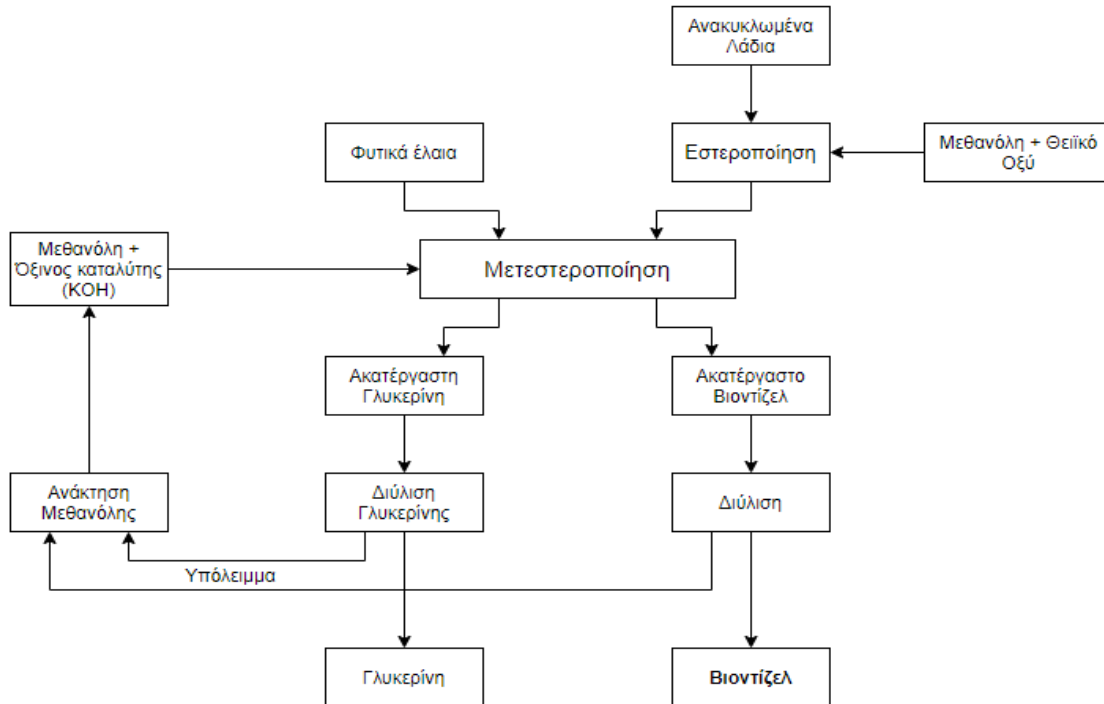 Ανακυκλωμένα
Λάδια
Φυτικά έλαια
Εστεροποίηση
Μεθανόλη + Θειϊκό
Οξύ
Μεθανόλη +
Όξινος καταλύτης
(KOH)
Μετεστεροποίηση
Ακατέργαστη
Γλυκερίνη
Ακατέργαστο
Βιοντίζελ
Ανάκτηση
Μεθανόλης
Διύλιση
Γλυκερίνης
Διύλιση
Υπόλειμμα
Γλυκερίνη
Βιοντίζελ